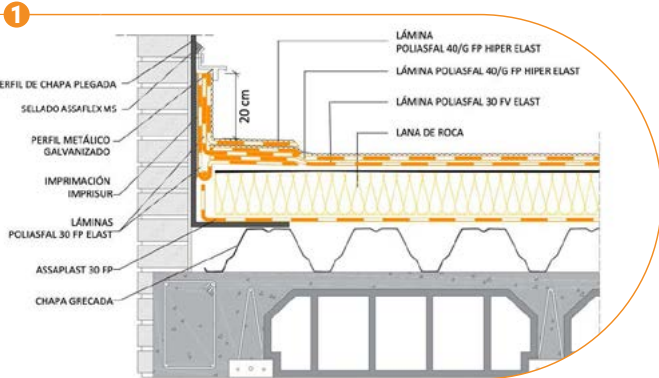 1
LÁMINA
POLIASFAL 40/G FP HIPER ELAST
LÁMINA POLIASFAL 40/G FP HIPER ELAST
LÁMINA POLIASFAL 30 FV ELAST
LANA DE ROCA
20 cm
ERFIL DE CHAPA PLEGADA
SELLADO ASSAFLEX MS
PERFIL METÁLICO
GALVANIZADO
IMPRIMACIÓN
IMPRISUR
LÁMINAS
POLIASFAL 30 FP ELAST
ASSAPLAST 30 FP
CHAPA GRECADA